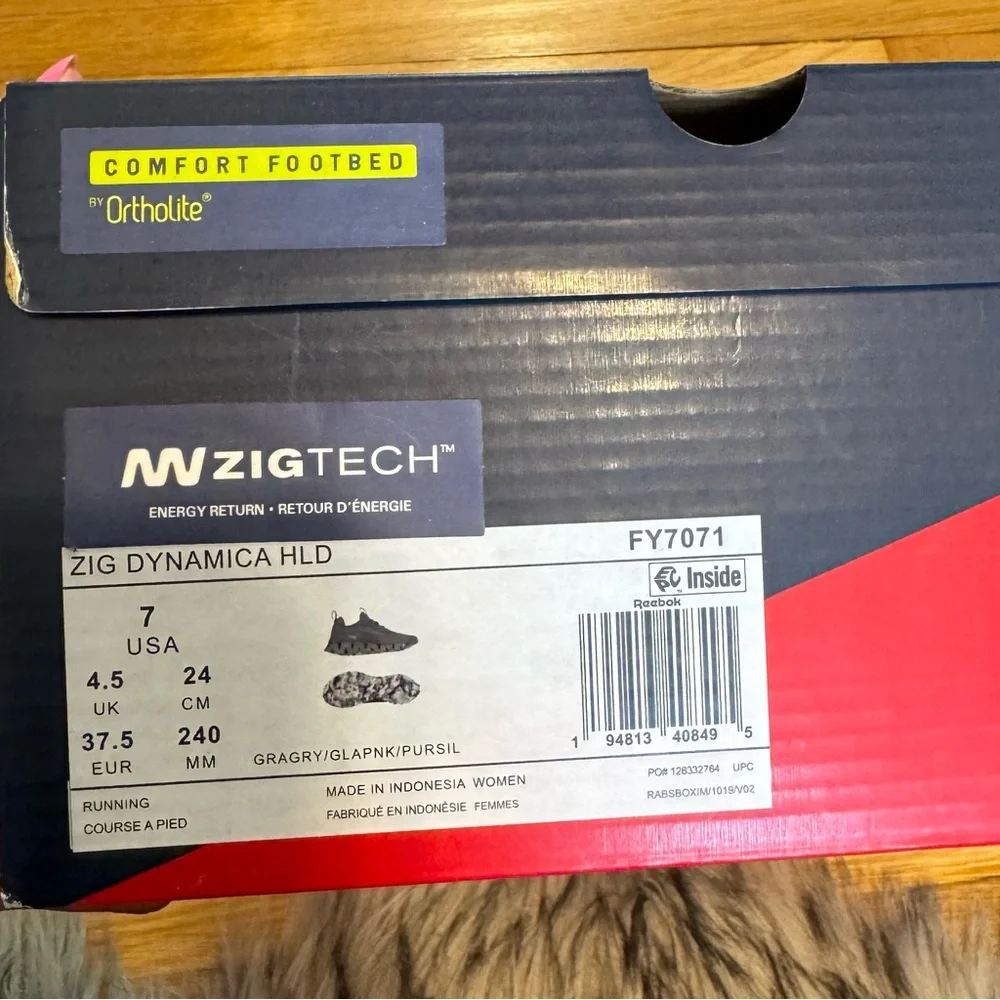 COMFORT FOOTBED
BY Ortholite®
ZIGTECH™
ENERGY RETURN • RETOUR D'ÉNERGIE
ZIG DYNAMICA HLD
FY7071
Inside
Reebok
7
USA
4.5
UK
24
CM
37.5
EUR
240
MM
GRAGRY/GLAPNK/PURSIL
1 94813 40849 5
RUNNING
COURSE A PIED
MADE IN INDONESIA WOMEN
FABRIQUÉ EN INDONÉSIE FEMMES
PO# 126332764 UPC
RABSBOXIM/1019/V02